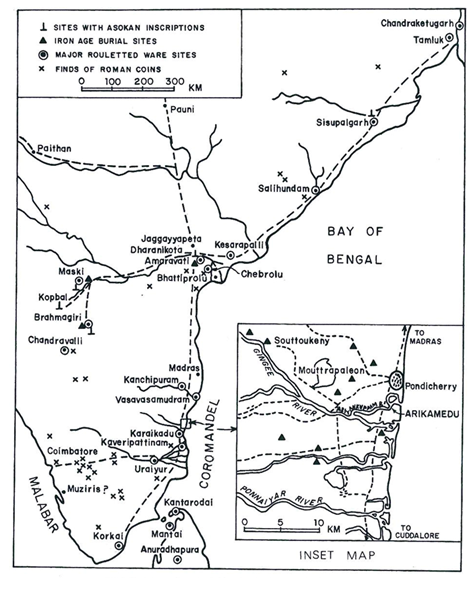 SITES WITH ASOKAN INSCRIPTIONS
IRON AGE BURIAL SITES
MAJOR ROULETTED WARE SITES
FINDS OF ROMAN COINS
0 100 200 300
KM
Chandraketugarh
Tamluk
Pauni
Sisupalgarh
Paithan
Salihundam
BAY OF
BENGAL
Jaggayyapeta
Dharanikota
Kesarapalli
Amaravati
Bhattiprolu
Chebrolu
Maski
Kopbal
Brahmagiri
Chandravalli
Madras
Kanchipuram
Vasavasamudram
COROMANDEL
Karaikadu
Kaveripattinam
Coimbatore
Uraiyur
MALABAR
Muziris ?
Kantarodai
Korkai
Mantai
Anuradhapura
TO
MADRAS
Souttoukeny
GINGEE
Mouttrapaleon
Pondicherry
RIVER
ARIKAMEDU
PONNAIYAR RIVER
0 5 10
KM
TO
CUDDALORE
INSET MAP